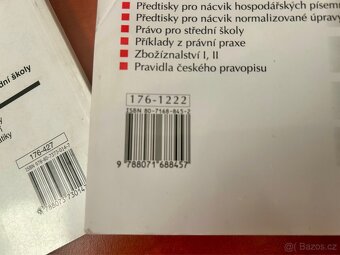 Předtisky pro nácvik hospodářských písemn
Předtisky pro nácvik normalizované úpravy
Právo pro střední školy
Příklady z právní praxe
Zbožíznalství I, II
Pravidla českého pravopisu
176-1222
ISBN 80-7168-845-2
9 788071 688457
dní školy
y
atiky
176-427
Bazos.cz